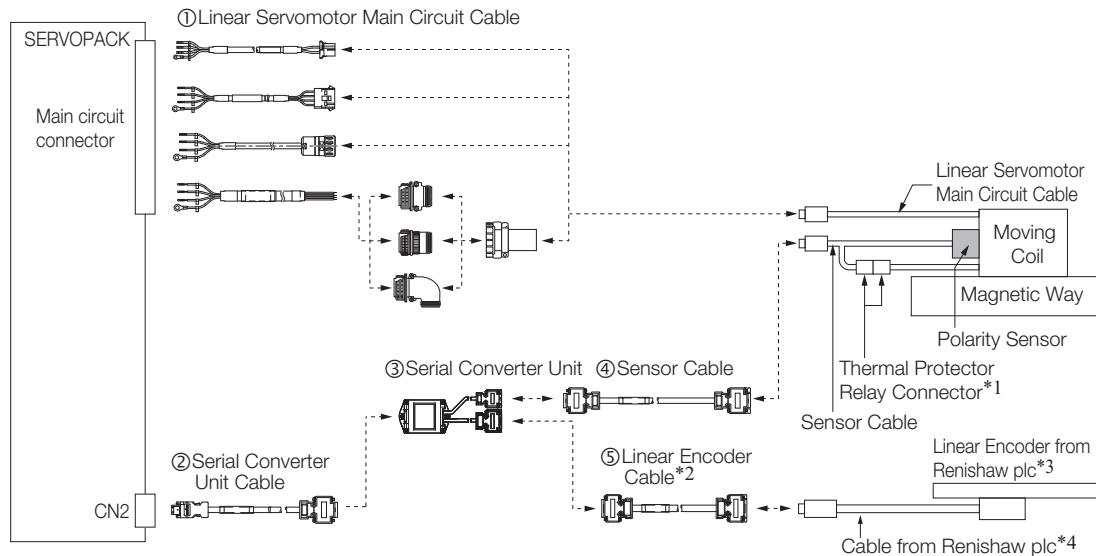 ①Linear Servomotor Main Circuit Cable
SERVOPACK
Main circuit
connector
Linear Servomotor
Main Circuit Cable
Moving
Coil
Magnetic Way
Polarity Sensor
Thermal Protector
Relay Connector*1
Sensor Cable
③Serial Converter Unit
④Sensor Cable
②Serial Converter
Unit Cable
⑤Linear Encoder
Cable*2
Linear Encoder from
Renishaw plc*3
CN2
Cable from Renishaw plc*4